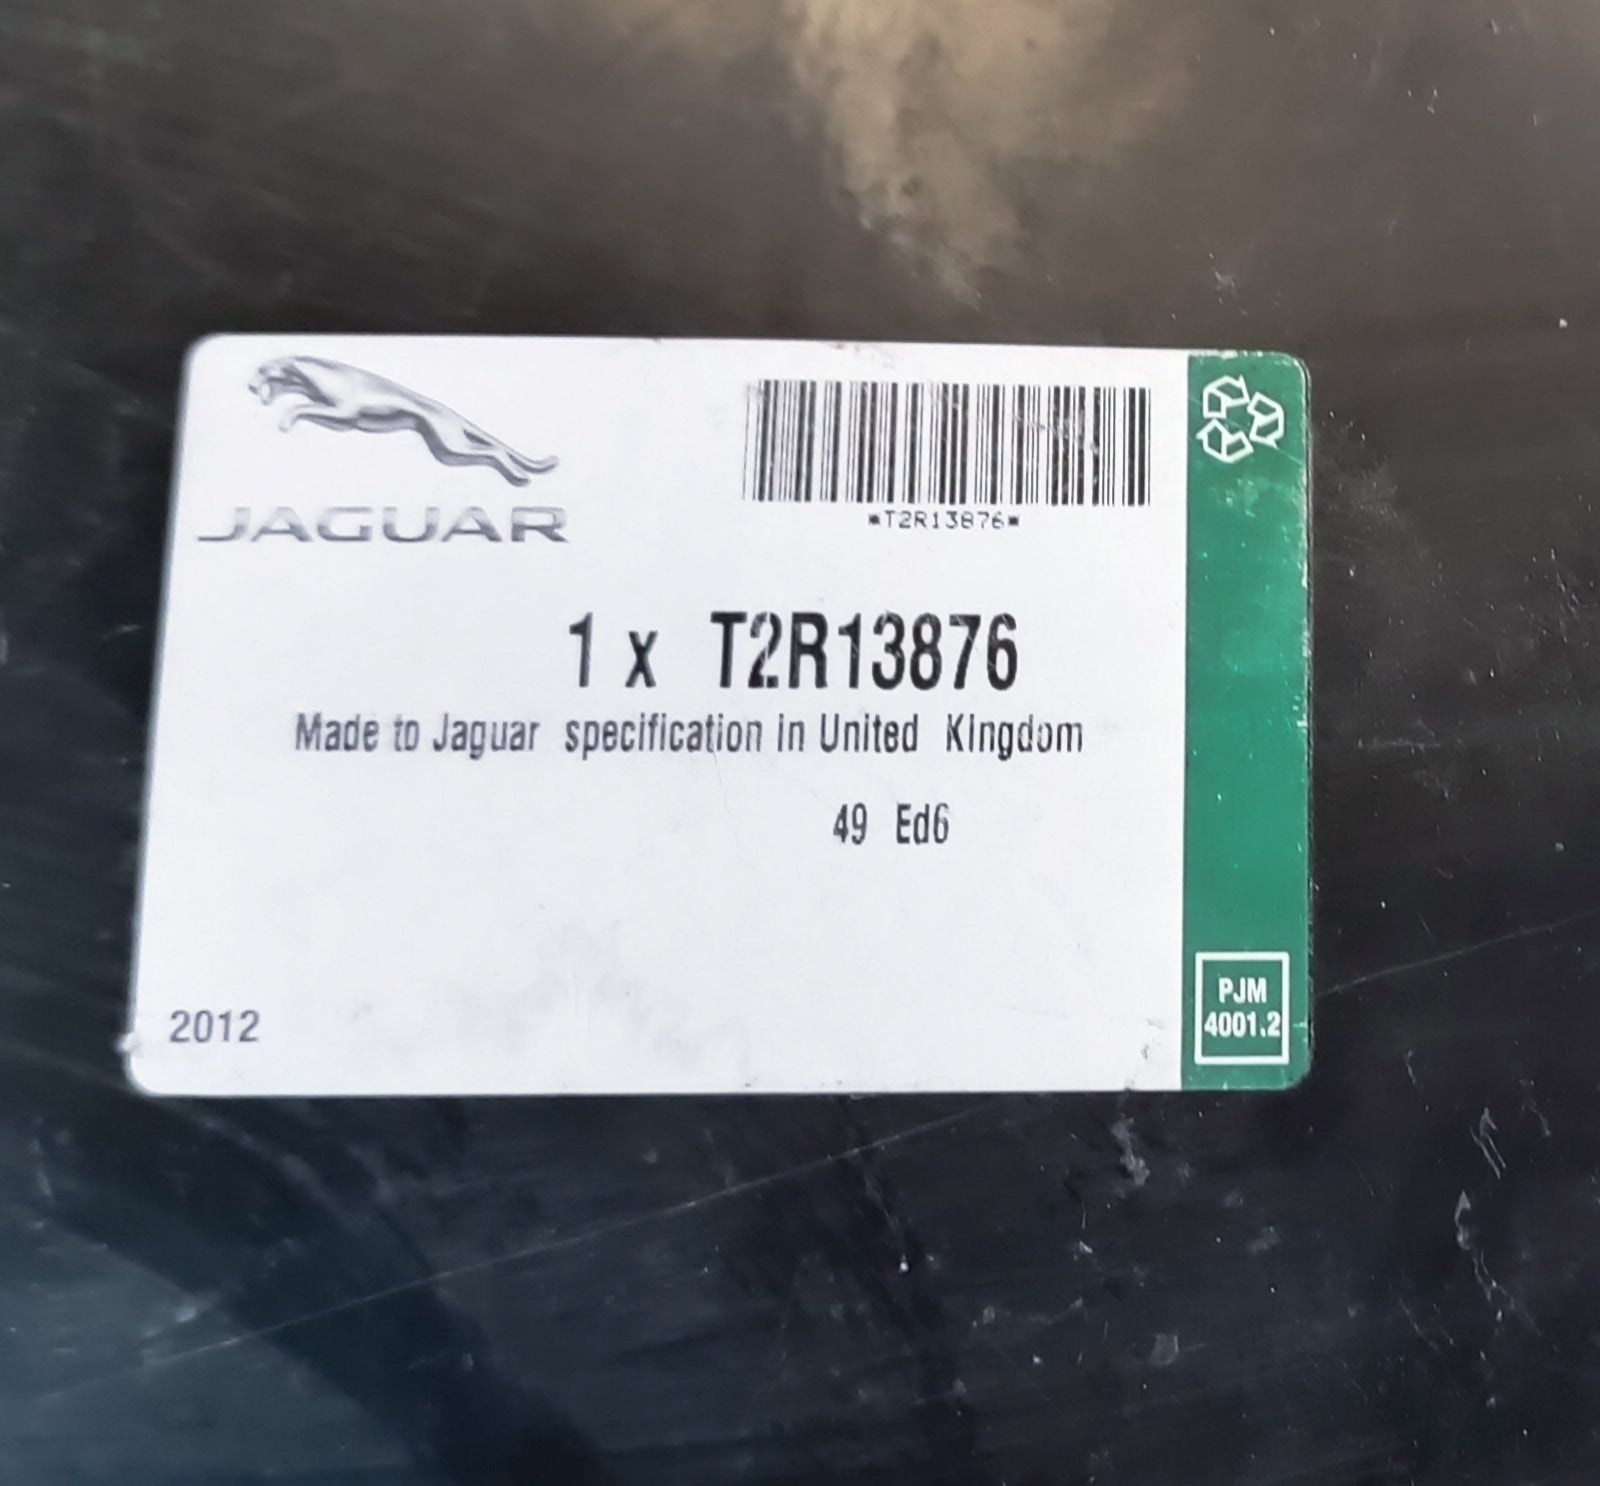 JAGUAR
*T2R13876*
1 x T2R13876
Made to Jaguar specification in United Kingdom
49 Ed6
2012
PJM
4001.2